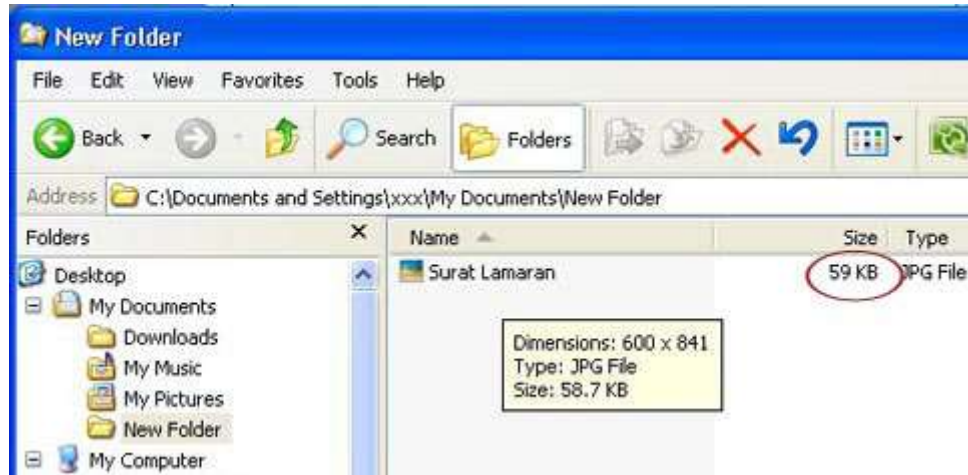 New Folder
File Edit View Favorites Tools Help
Back Search Folders
Address C:\Documents and Settings\xxx\My Documents\New Folder
Folders Name Size Type
Desktop Surat Lamaran 59 KB JPG File
My Documents
Downloads Dimensions: 600 x 841
My Music Type: JPG File
My Pictures Size: 58.7 KB
New Folder
My Computer